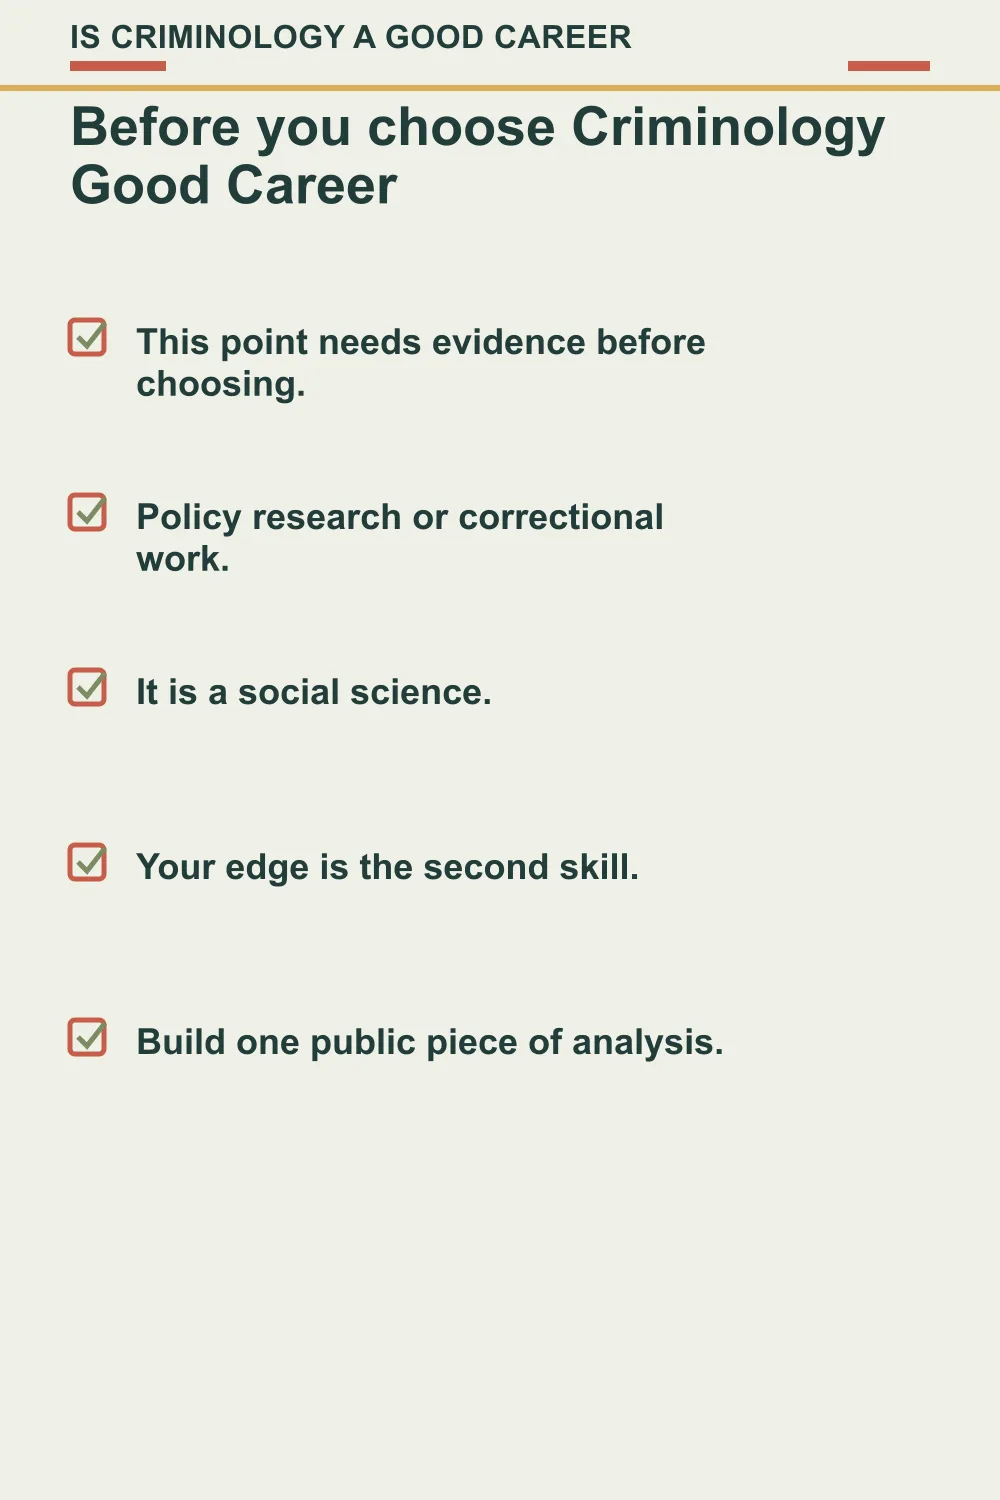 IS CRIMINOLOGY A GOOD CAREER
Before you choose Criminology
Good Career
This point needs evidence before
choosing.
Policy research or correctional
work.
It is a social science.
Your edge is the second skill.
Build one public piece of analysis.